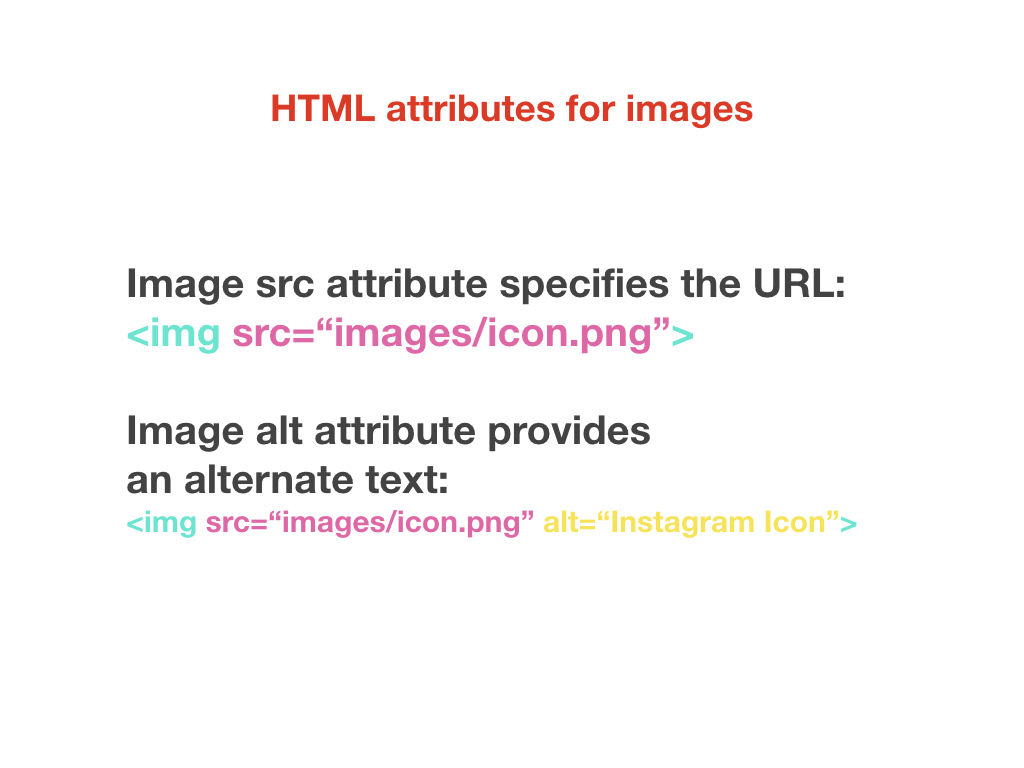 HTML attributes for images
Image src attribute specifies the URL:
<img src=“images/icon.png”>
Image alt attribute provides
an alternate text:
<img src=“images/icon.png” alt=“Instagram Icon”>